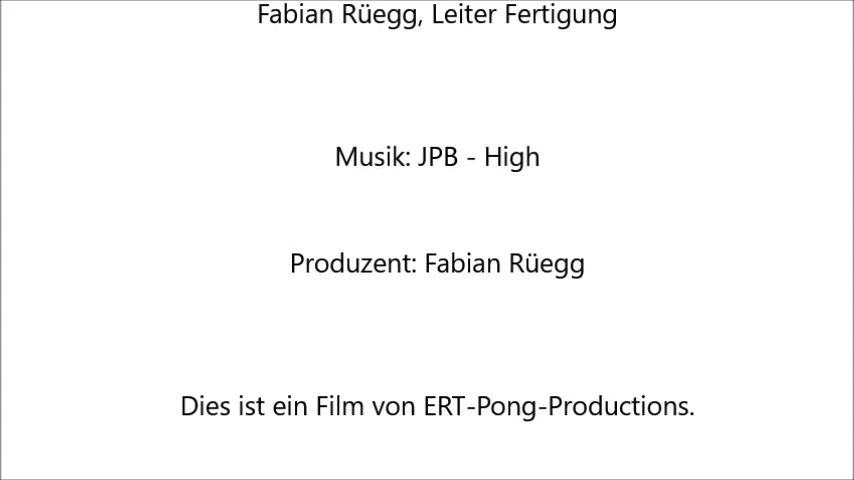 Fabian Rüegg, Leiter Fertigung
Musik: JPB - High
Produzent: Fabian Rüegg
Dies ist ein Film von ERT-Pong-Productions.